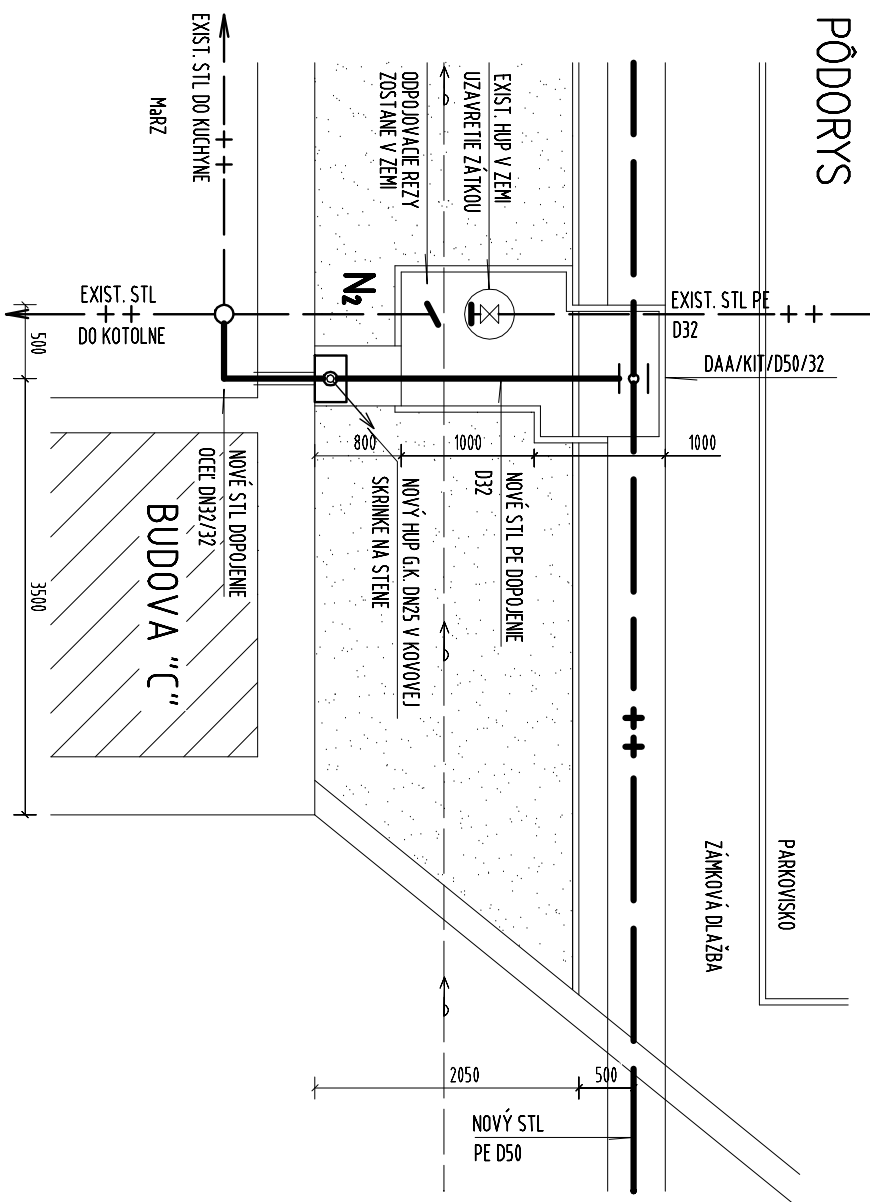 PÔDORYS
EXIST. STL DO KUCHYNE
MaRZ
ODPOJOVACIE REZY
ZOSTANE V ZEMI
EXIST. HUP V ZEMI
UZAVRETIE ZÁTKOU
N₂
EXIST. STL
DO KOTOLNE
EXIST. STL PE
D32
DAA/KIT/D50/32
500
800
1000
1000
NOVÉ STL DOPOJENIE
OCEĽ DN32/32
NOVÝ HUP G.K. DN25 V KOVOVEJ
SKRINKE NA STENE
NOVÉ STL PE DOPOJENIE
D32
BUDOVA "C"
3500
PARKOVISKO
ZÁMKOVÁ DLAŽBA
2050
500
NOVÝ STL
PE D50